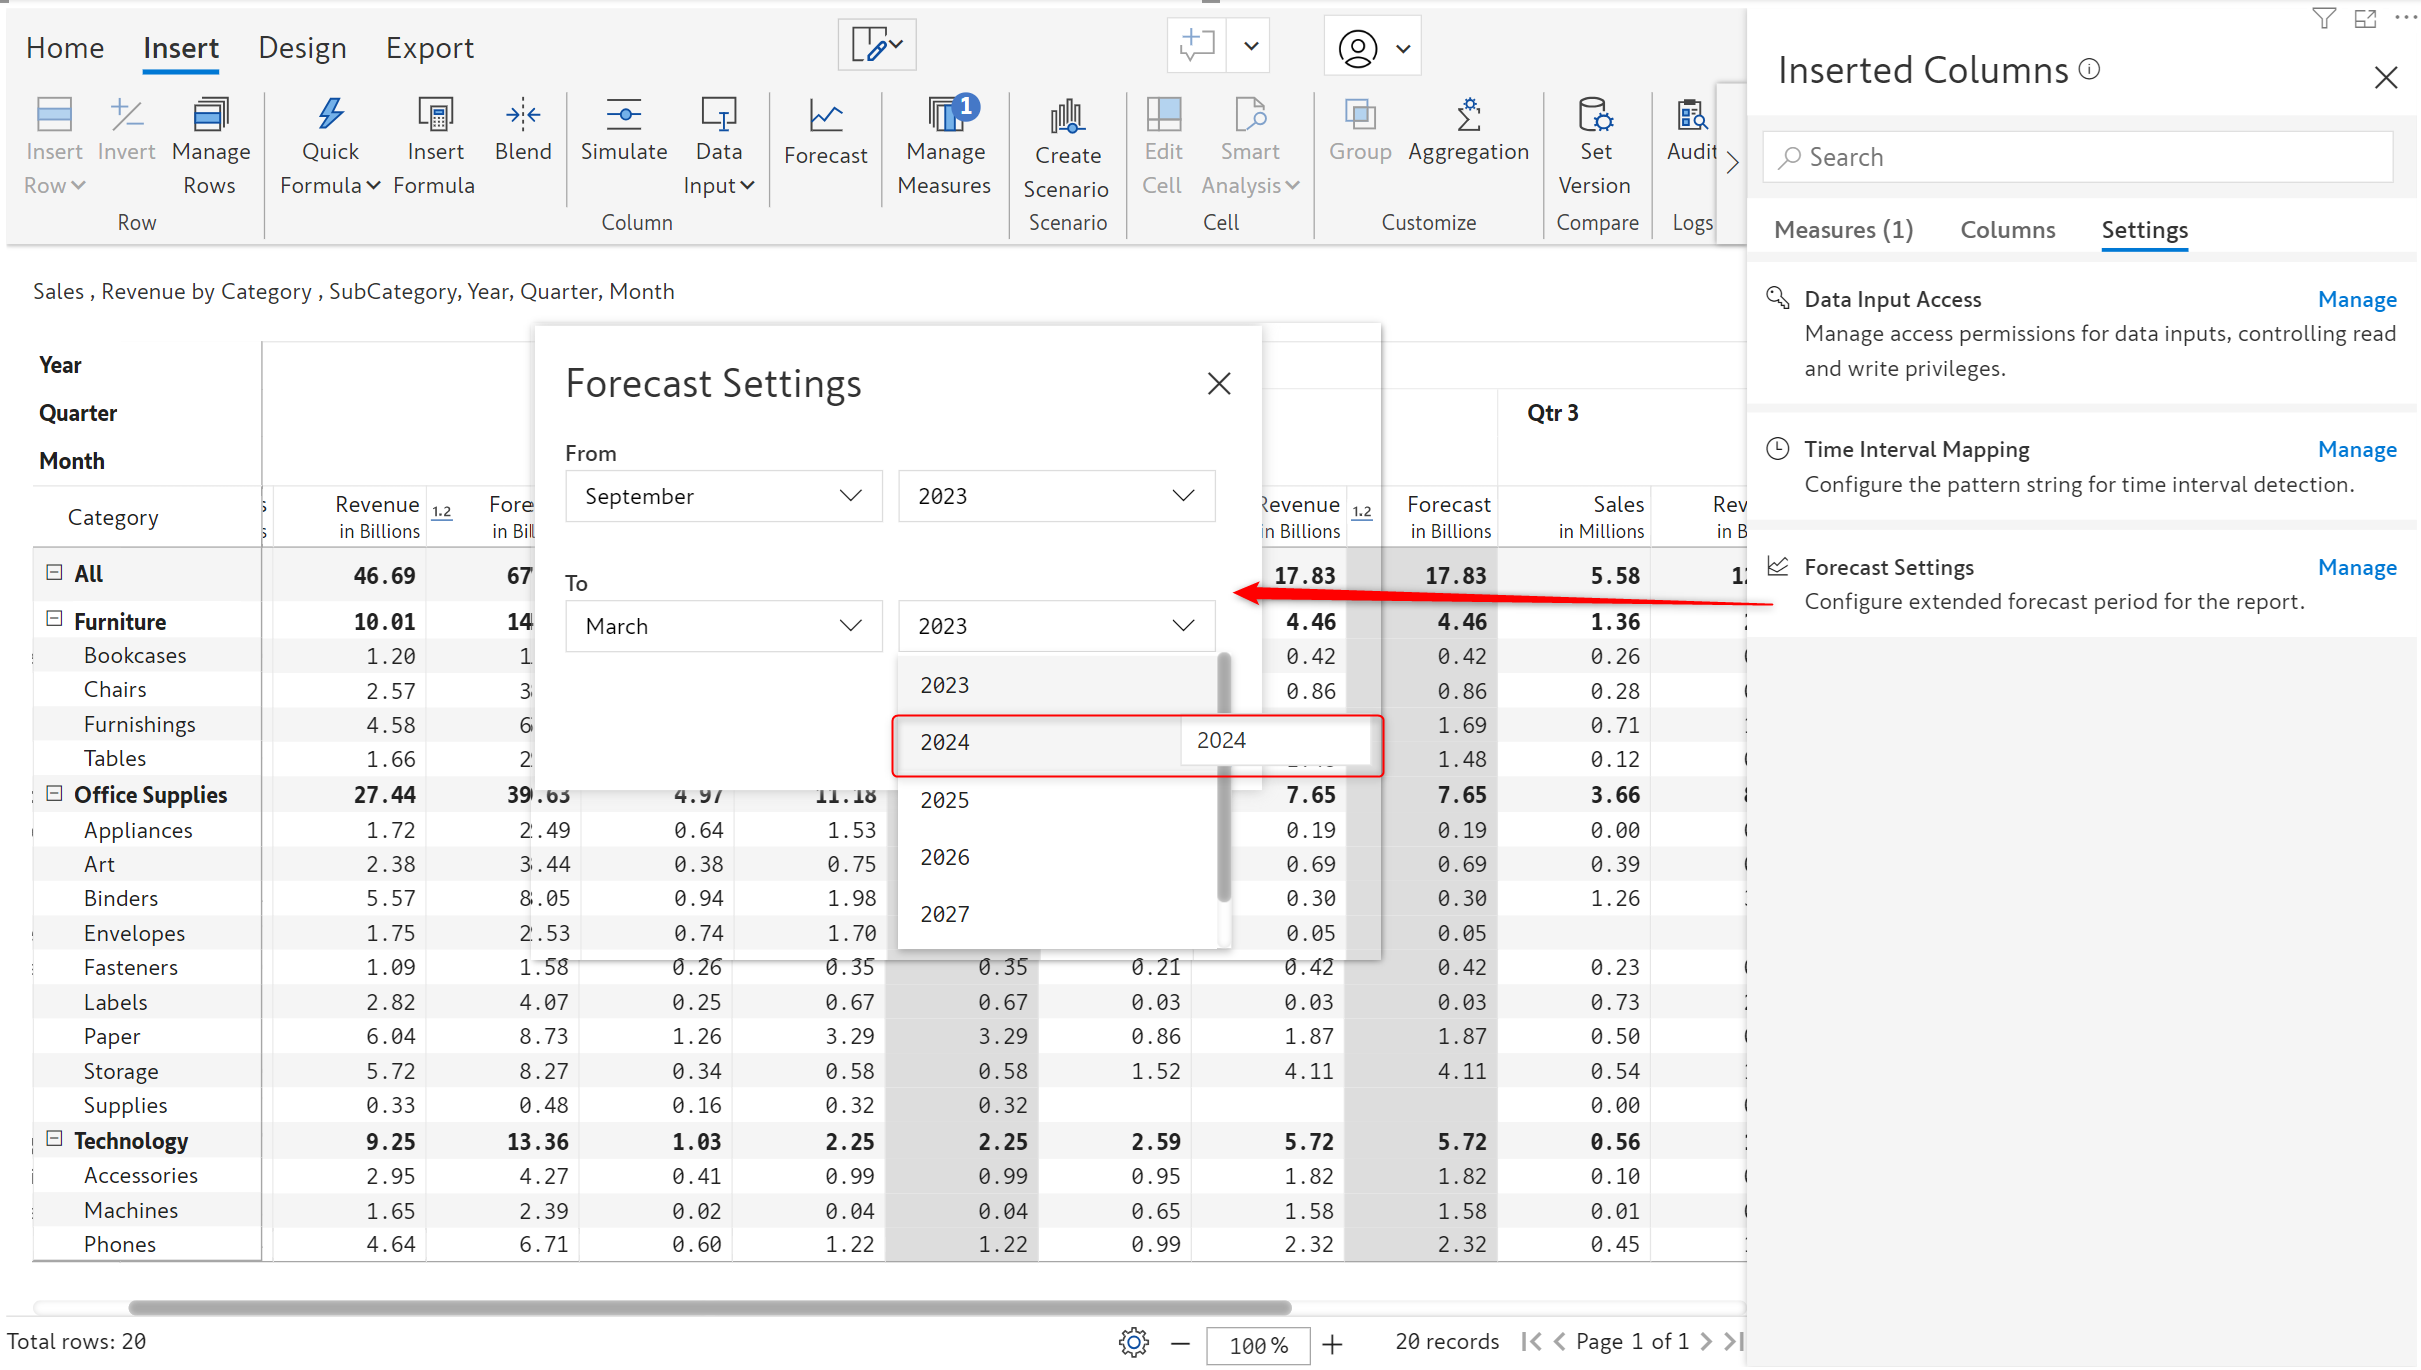 Home Insert Design Export
Insert Row Invert Manage Rows Quick Formula Insert Formula Blend Simulate Data Input Forecast Manage Measures 1 Create Scenario Edit Cell Smart Analysis Group Aggregation Set Version Audit
Row Column Scenario Cell Customize Compare Logs
Sales , Revenue by Category , SubCategory, Year, Quarter, Month
Year
Quarter Qtr 3
Month
Category Revenue in Billions 1.2 Revenue in Billions 1.2 Forecast in Billions Sales in Millions
All 46.69 17.83 17.83 5.58
Furniture 10.01 4.46 4.46 1.36
Bookcases 1.20 0.42 0.42 0.26
Chairs 2.57 0.86 0.86 0.28
Furnishings 4.58 1.69 0.71
Tables 1.66 1.48 0.12
Office Supplies 27.44 39.63 4.97 11.18 7.65 7.65 3.66
Appliances 1.72 2.49 0.64 1.53 0.19 0.19 0.00
Art 2.38 3.44 0.38 0.75 0.69 0.69 0.39
Binders 5.57 8.05 0.94 1.98 0.30 0.30 1.26
Envelopes 1.75 2.53 0.74 1.70 0.05 0.05
Fasteners 1.09 1.58 0.26 0.35 0.35 0.21 0.42 0.42 0.23
Labels 2.82 4.07 0.25 0.67 0.67 0.03 0.03 0.03 0.73
Paper 6.04 8.73 1.26 3.29 3.29 0.86 1.87 1.87 0.50
Storage 5.72 8.27 0.34 0.58 0.58 1.52 4.11 4.11 0.54
Supplies 0.33 0.48 0.16 0.32 0.32 0.00
Technology 9.25 13.36 1.03 2.25 2.25 2.59 5.72 5.72 0.56
Accessories 2.95 4.27 0.41 0.99 0.99 0.95 1.82 1.82 0.10
Machines 1.65 2.39 0.02 0.04 0.04 0.65 1.58 1.58 0.01
Phones 4.64 6.71 0.60 1.22 1.22 0.99 2.32 2.32 0.45
Forecast Settings
From
September 2023
To
March 2023
2023
2024 2024
2025
2026
2027
Inserted Columns
Search
Measures (1) Columns Settings
Data Input Access Manage
Manage access permissions for data inputs, controlling read
and write privileges.
Time Interval Mapping Manage
Configure the pattern string for time interval detection.
Forecast Settings Manage
Configure extended forecast period for the report.
Total rows: 20 100% 20 records Page 1 of 1